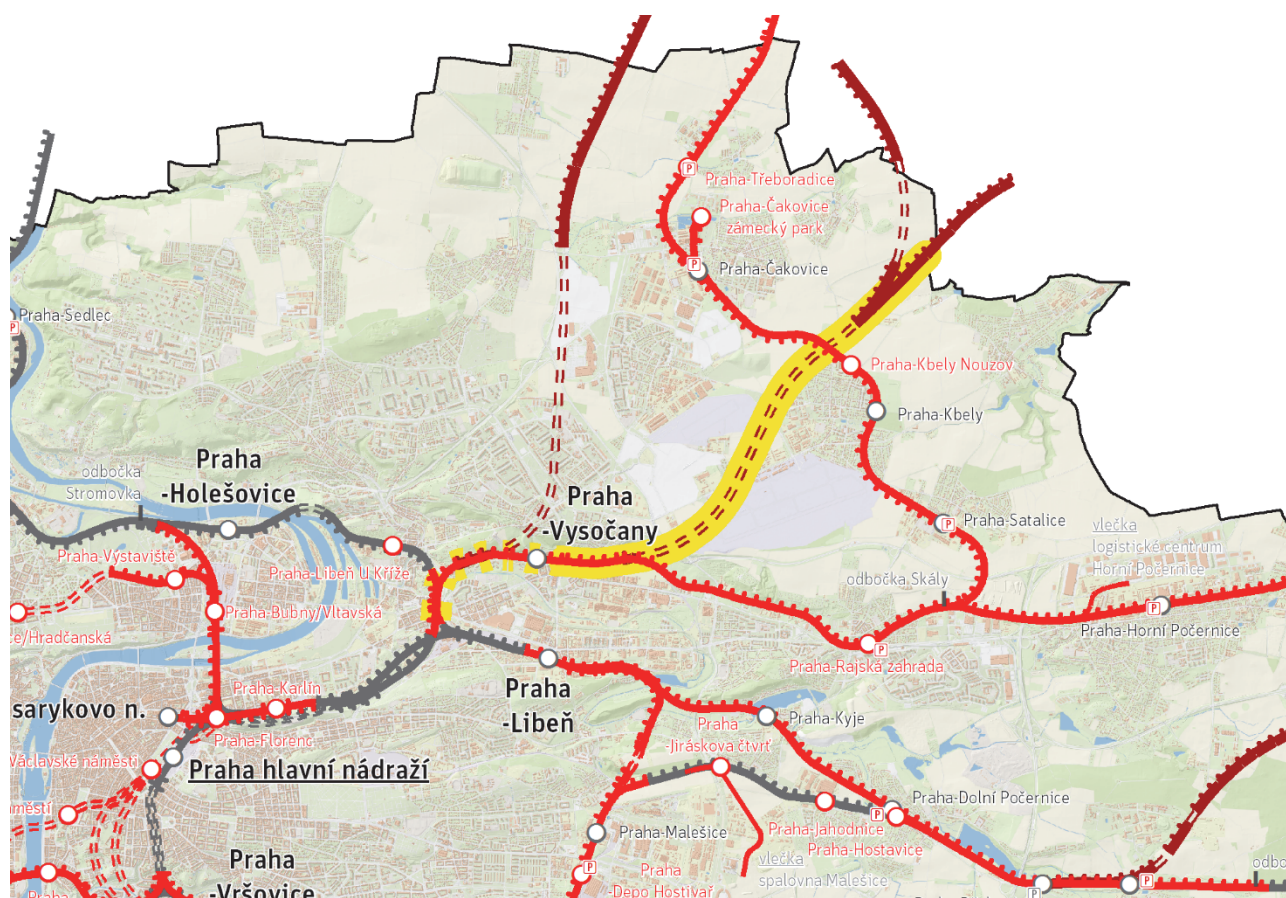 Praha-Třeboradice
Praha-Čakovice
zámecký park
P
P
Praha-Čakovice
Praha-Sedlec
P
Praha-Kbely Nouzov
Praha-Kbely
Praha
-Holešovice
odbočka
Stromovka
Praha
-Vysočany
Praha-Satalice
P
vlečka
logistické centrum
Horní Počernice
Praha-Výstaviště
Praha-Libeň U Kříže
odbočka Skály
Praha-Bubny/Vltavská
ce/Hradčanská
P
Praha-Horní Počernice
Praha-Rajská zahrada
P
Praha-Karlín
Praha
-Libeň
sarykovo n.
Praha-Florenc
Praha-Kyje
Praha
-Jiráskova čtvrť
Václavské náměstí
Praha hlavní nádraží
Praha-Dolní Počernice
áměstí
P
Praha-Malešice
Praha-Jahodnice
Praha-Hostavice
Praha
-Vršovice
P
Praha
-Depo Hostivař
vlečka
spalovna Malešice
P
P
odbo
Praha